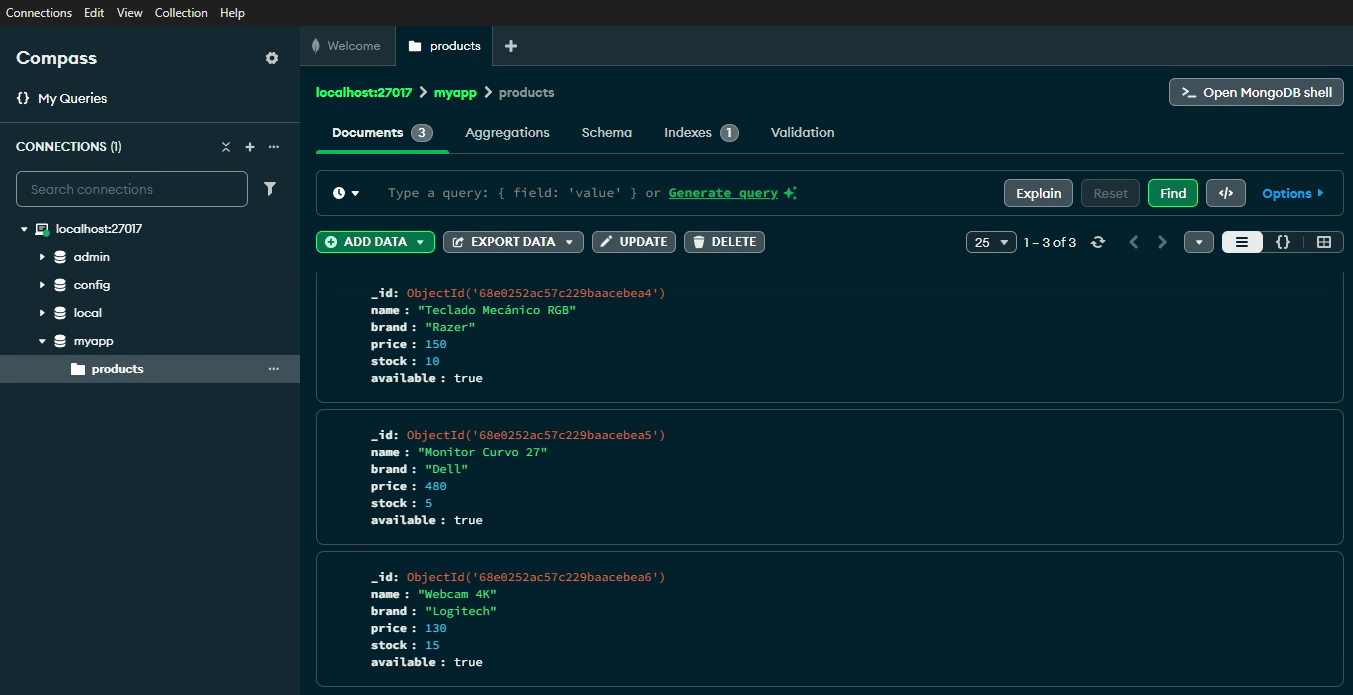 Connections Edit View Collection Help
Compass
{} My Queries
CONNECTIONS (1)
Search connections
localhost:27017
admin
config
local
myapp
products
Welcome
products
localhost:27017 > myapp > products
>_ Open MongoDB shell
Documents 3 Aggregations Schema Indexes 1 Validation
Type a query: { field: 'value' } or Generate query
Explain Reset Find </> Options
ADD DATA EXPORT DATA UPDATE DELETE
25 1 – 3 of 3 {}
_id: ObjectId('68e0252ac57c229baacebea4')
name : "Teclado Mecánico RGB"
brand : "Razer"
price : 150
stock : 10
available : true
_id: ObjectId('68e0252ac57c229baacebea5')
name : "Monitor Curvo 27"
brand : "Dell"
price : 480
stock : 5
available : true
_id: ObjectId('68e0252ac57c229baacebea6')
name : "Webcam 4K"
brand : "Logitech"
price : 130
stock : 15
available : true